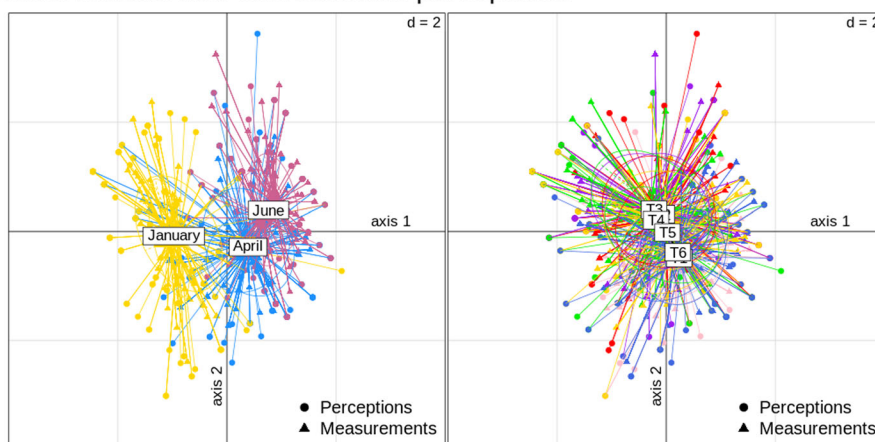 d = 2
June
January
April
axis 1
axis 2
Perceptions
Measurements
d = 2
T3
T4
T5
T6
axis 1
axis 2
Perceptions
Measurements